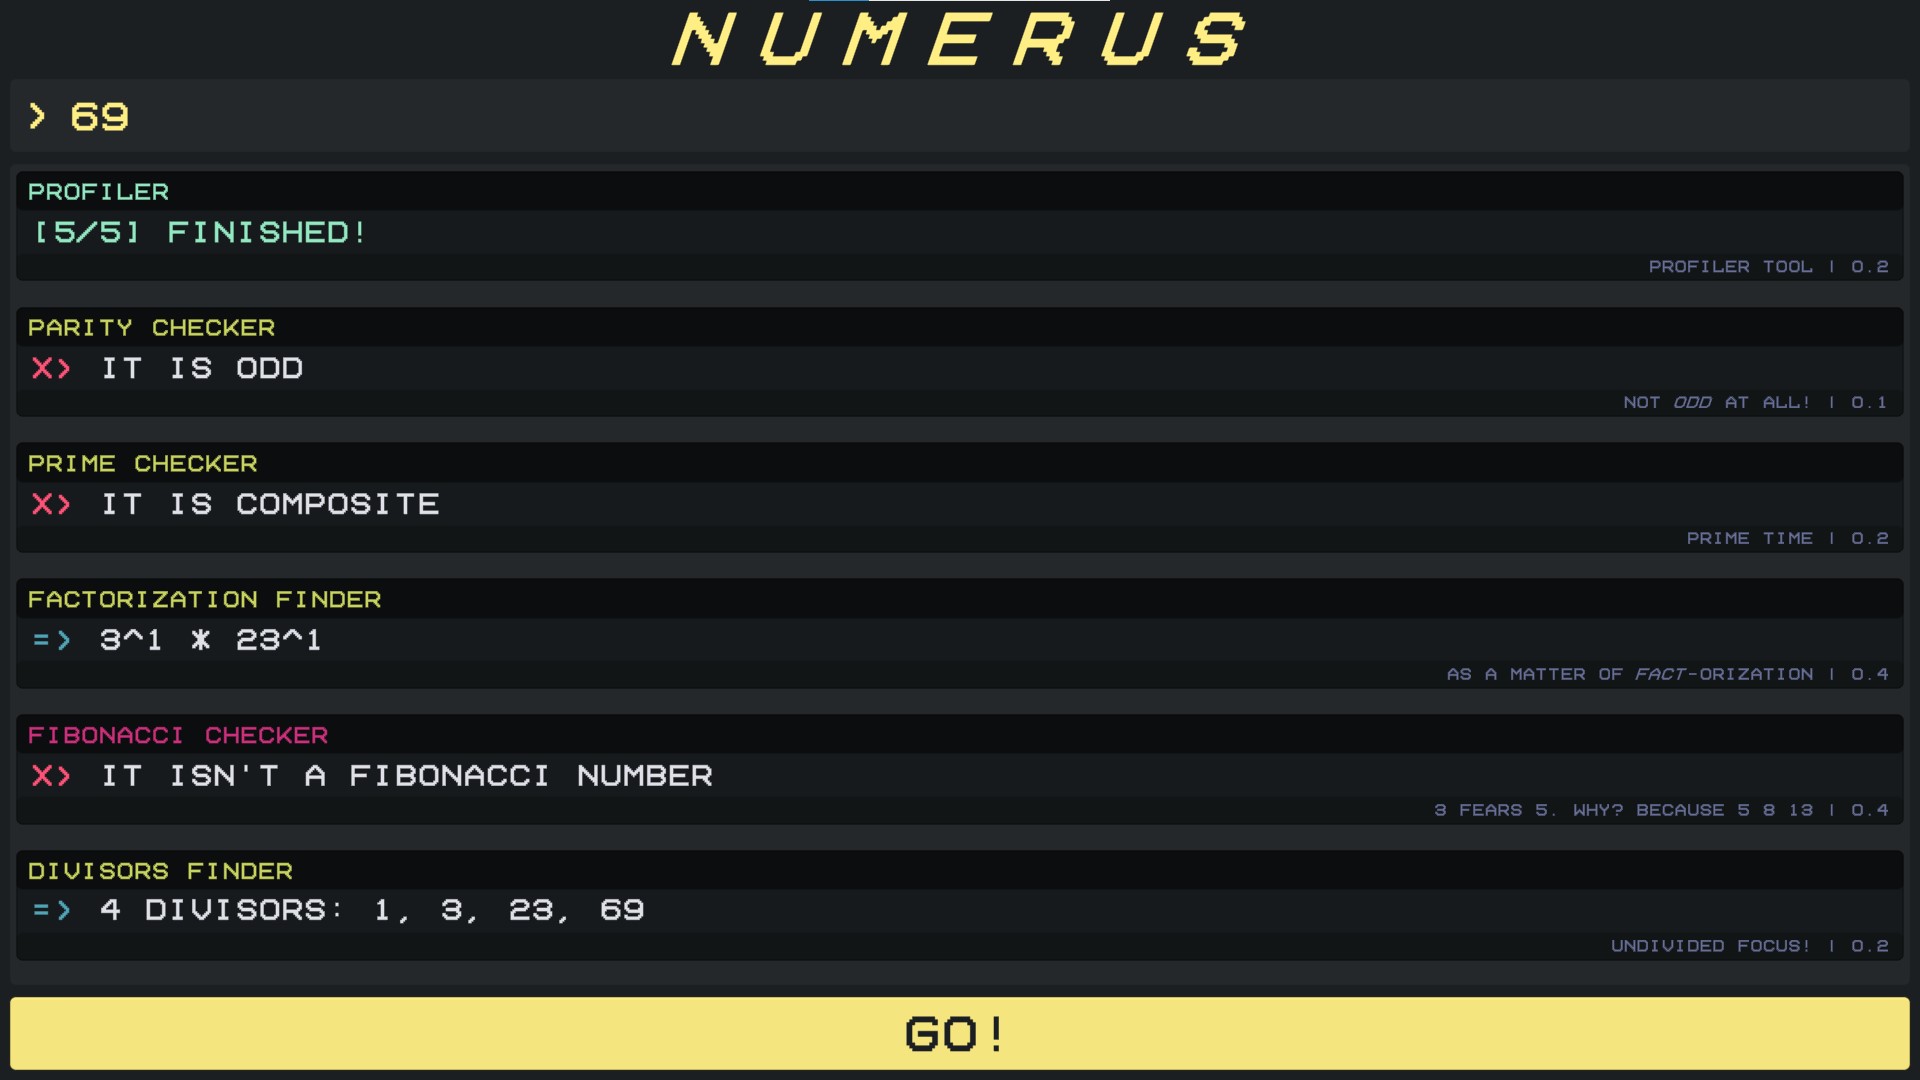 NUMERUS
> 69
PROFILER
[5/5] FINISHED!
PROFILER TOOL | 0.2
PARITY CHECKER
X> IT IS ODD
NOT ODD AT ALL! | 0.1
PRIME CHECKER
X> IT IS COMPOSITE
PRIME TIME | 0.2
FACTORIZATION FINDER
=> 3^1 * 23^1
AS A MATTER OF FACT-ORIZATION | 0.4
FIBONACCI CHECKER
X> IT ISN'T A FIBONACCI NUMBER
3 FEARS 5. WHY? BECAUSE 5 8 13 | 0.4
DIVISORS FINDER
=> 4 DIVISORS: 1, 3, 23, 69
UNDIVIDED FOCUS! | 0.2
GO!